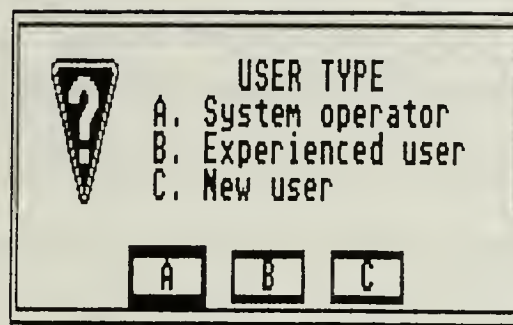 ?
USER TYPE
A. System operator
B. Experienced user
C. New user
A B C